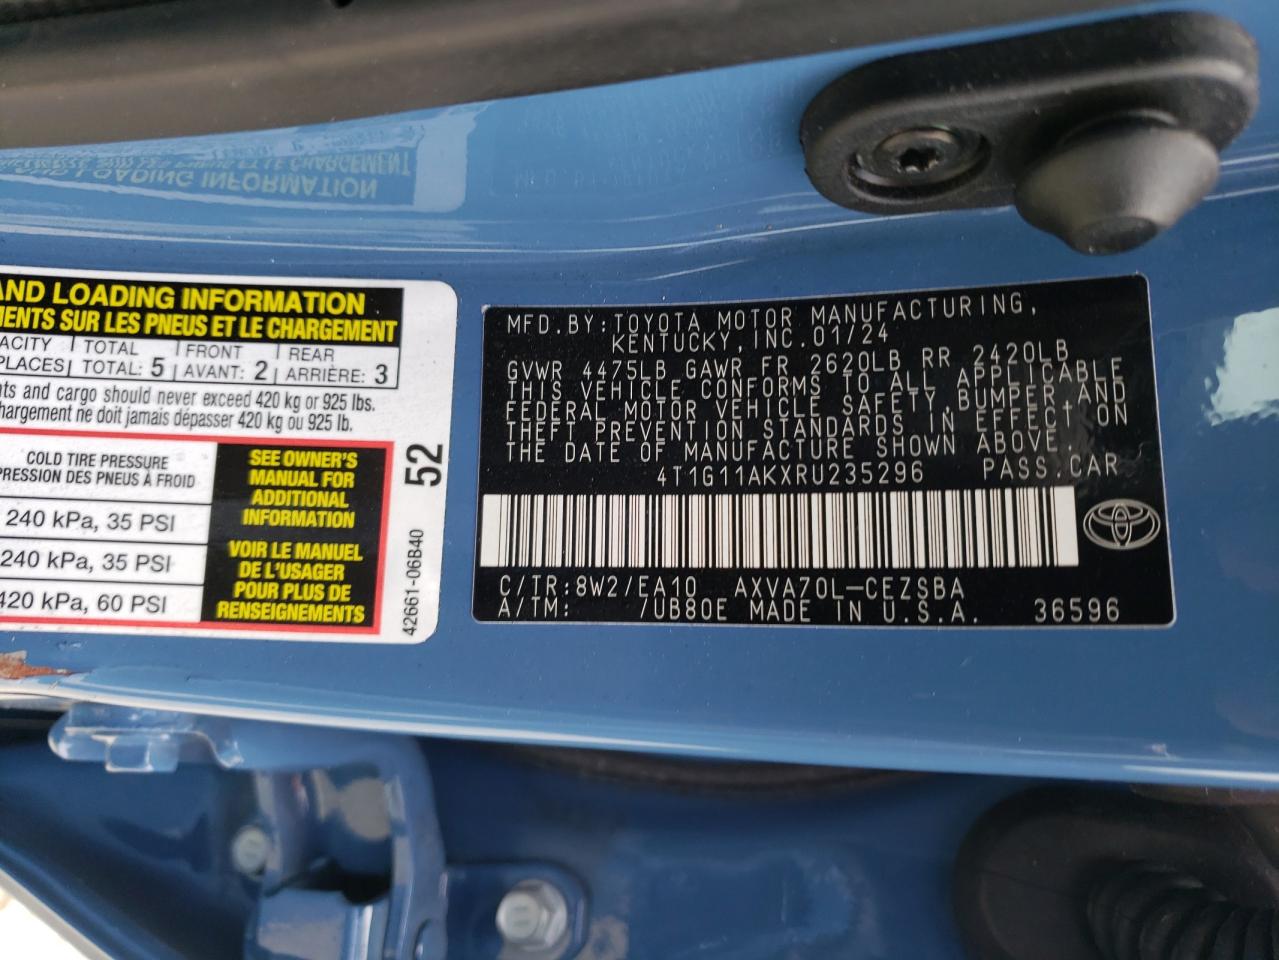 AND LOADING INFORMATION
MENTS SUR LES PNEUS ET LE CHARGEMENT
ACITY TOTAL FRONT REAR
PLACES TOTAL: 5 AVANT: 2 ARRIÈRE: 3
nts and cargo should never exceed 420 kg or 925 lbs.
hargement ne doit jamais dépasser 420 kg ou 925 lb.
COLD TIRE PRESSURE
PRESSION DES PNEUS À FROID
240 kPa, 35 PSI
240 kPa, 35 PSI
420 kPa, 60 PSI
SEE OWNER'S
MANUAL FOR
ADDITIONAL
INFORMATION
VOIR LE MANUEL
DE L'USAGER
POUR PLUS DE
RENSEIGNEMENTS
52
42661-06B40
MFD.BY:TOYOTA MOTOR MANUFACTURING,
KENTUCKY,INC.01/24
GVWR 4475LB GAWR FR 2620LB RR 2420LB
THIS VEHICLE CONFORMS TO ALL APPLICABLE
FEDERAL MOTOR VEHICLE SAFETY,BUMPER,AND
THEFT PREVENTION STANDARDS IN EFFECT ON
THE DATE OF MANUFACTURE SHOWN ABOVE.
4T1G11AKXRU235296 PASS.CAR
C/TR:8W2/EA10 AXVA70L-CEZSBA
A/TM: /UB80E MADE IN U.S.A. 36596